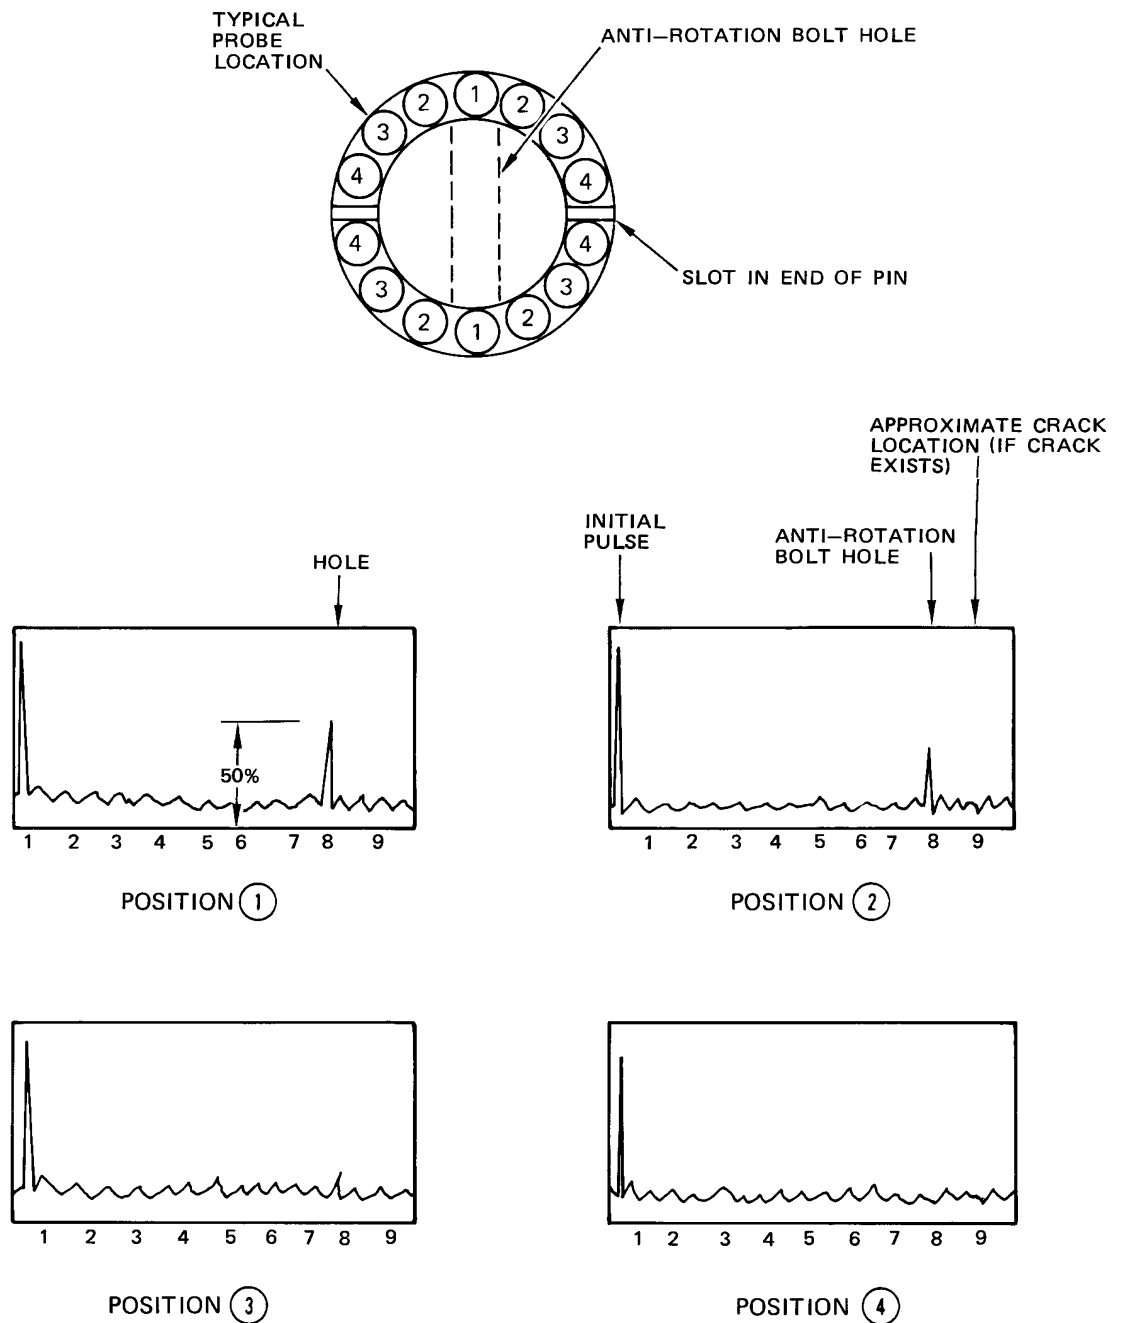 TYPICAL
PROBE
LOCATION
ANTI-ROTATION BOLT HOLE
1
2
2
3
3
4
4
4
4
3
3
2
2
1
SLOT IN END OF PIN
APPROXIMATE CRACK
LOCATION (IF CRACK
EXISTS)
INITIAL
PULSE
ANTI-ROTATION
BOLT HOLE
HOLE
50%
1 2 3 4 5 6 7 8 9
POSITION 1
1 2 3 4 5 6 7 8 9
POSITION 2
1 2 3 4 5 6 7 8 9
POSITION 3
1 2 3 4 5 6 7 8 9
POSITION 4